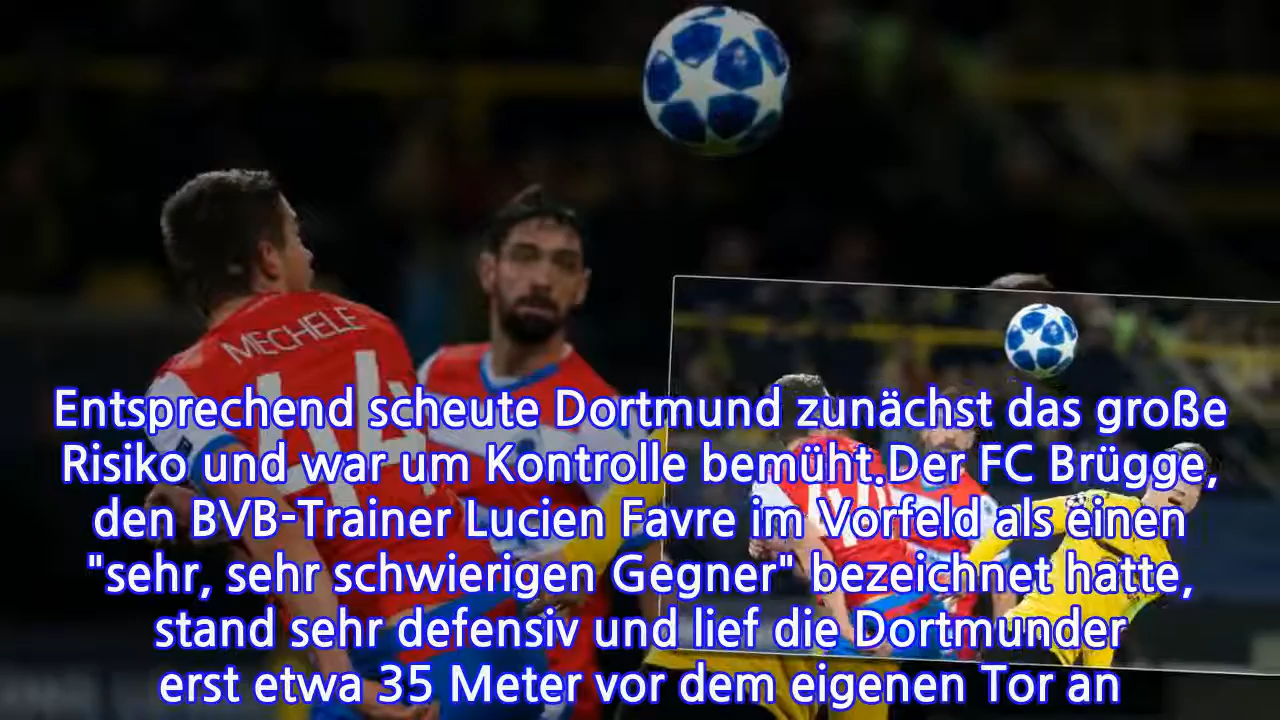 MECHELE
44
Entsprechend scheute Dortmund zunächst das große
Risiko und war um Kontrolle bemüht.Der FC Brügge,
den BVB-Trainer Lucien Favre im Vorfeld als einen
"sehr, sehr schwierigen Gegner" bezeichnet hatte,
stand sehr defensiv und lief die Dortmunder
erst etwa 35 Meter vor dem eigenen Tor an